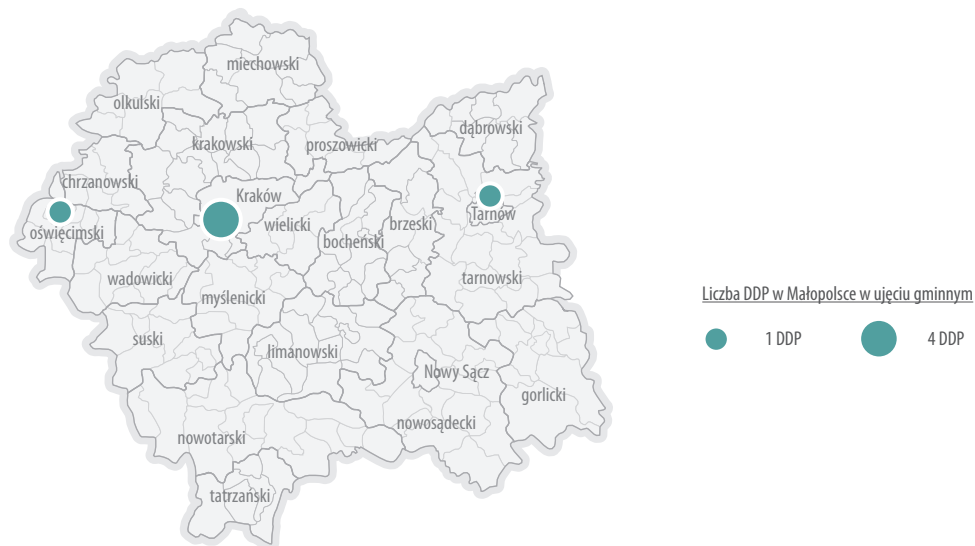 miechowski
olkulski
dąbrowski
krakowski
proszowicki
chrzanowski
Kraków
Tarnów
wielicki
brzeski
oświęcimski
bocheński
wadowicki
tarnowski
myślenicki
Liczba DDP w Małopolsce w ujęciu gminnym
suski
1 DDP
4 DDP
limanowski
Nowy Sącz
gorlicki
nowosądecki
nowotarski
tatrzański